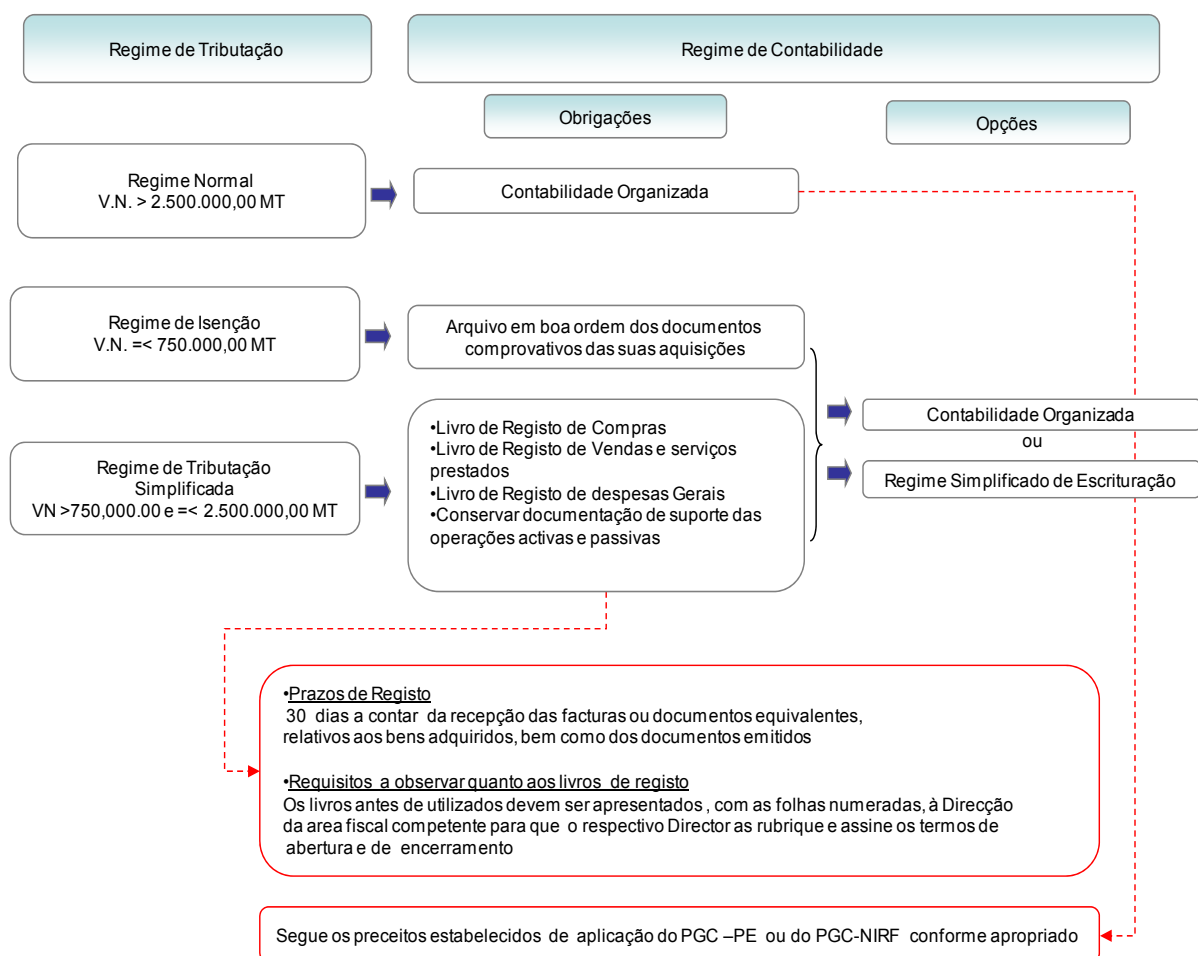 Regime de Tributação
Regime de Contabilidade
Obrigações
Opções
Regime Normal
V.N. > 2.500.000,00 MT
Contabilidade Organizada
Regime de Isenção
V.N. =< 750.000,00 MT
Arquivo em boa ordem dos documentos
comprovativos das suas aquisições
Regime de Tributação
Simplificada
VN >750,000.00 e =< 2.500.000,00 MT
•Livro de Registo de Compras
•Livro de Registo de Vendas e serviços
prestados
•Livro de Registo de despesas Gerais
•Conservar documentação de suporte das
operações activas e passivas
Contabilidade Organizada
ou
Regime Simplificado de Escrituração
•Prazos de Registo
30 dias a contar da recepção das facturas ou documentos equivalentes,
relativos aos bens adquiridos, bem como dos documentos emitidos
•Requisitos a observar quanto aos livros de registo
Os livros antes de utilizados devem ser apresentados , com as folhas numeradas, à Direcção
da area fiscal competente para que o respectivo Director as rubrique e assine os termos de
abertura e de encerramento
Segue os preceitos estabelecidos de aplicação do PGC –PE ou do PGC-NIRF conforme apropriado